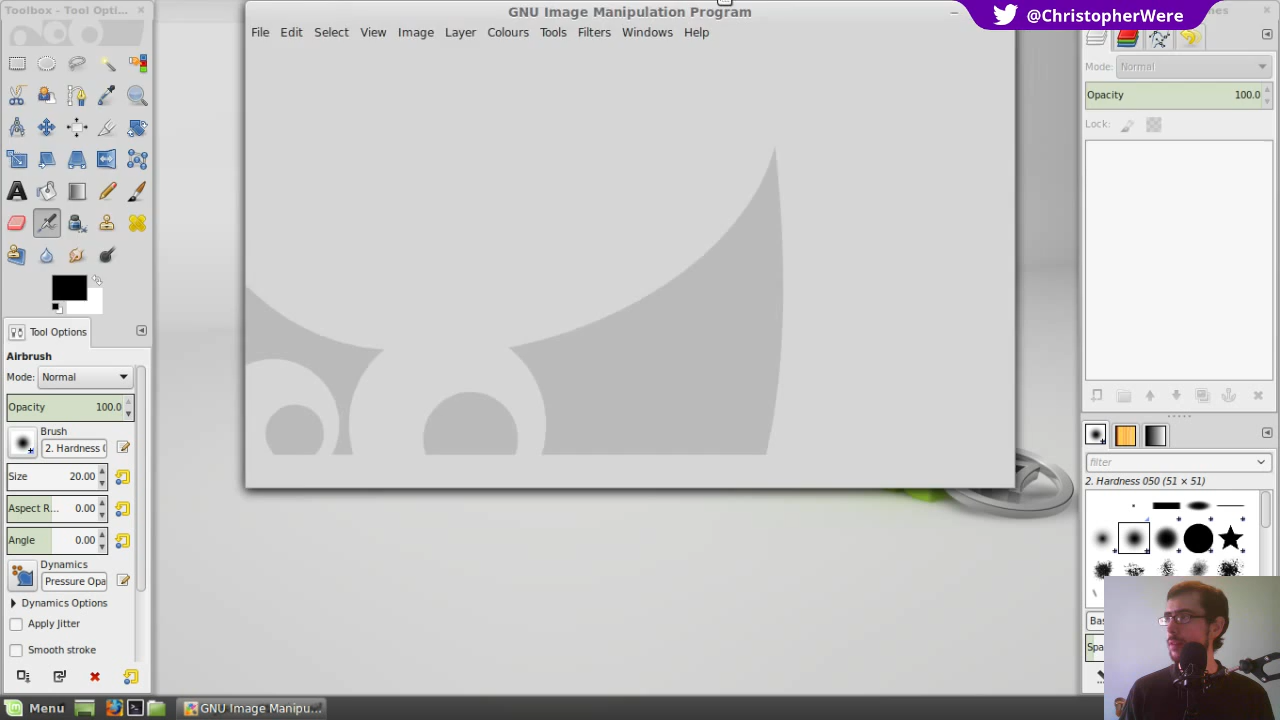 Toolbox - Tool Opti...
GNU Image Manipulation Program
@ChristopherWere
File Edit Select View Image Layer Colours Tools Filters Windows Help
Mode: Normal
Opacity 100.0
Lock:
Tool Options
Airbrush
Mode: Normal
Opacity 100.0
Brush
2. Hardness
Size 20.00
Aspect R... 0.00
Angle 0.00
Dynamics
Pressure Opa
Dynamics Options
Apply Jitter
Smooth stroke
filter
2. Hardness 050 (51 × 51)
Bas
Spa
Menu
GNU Image Manipu...